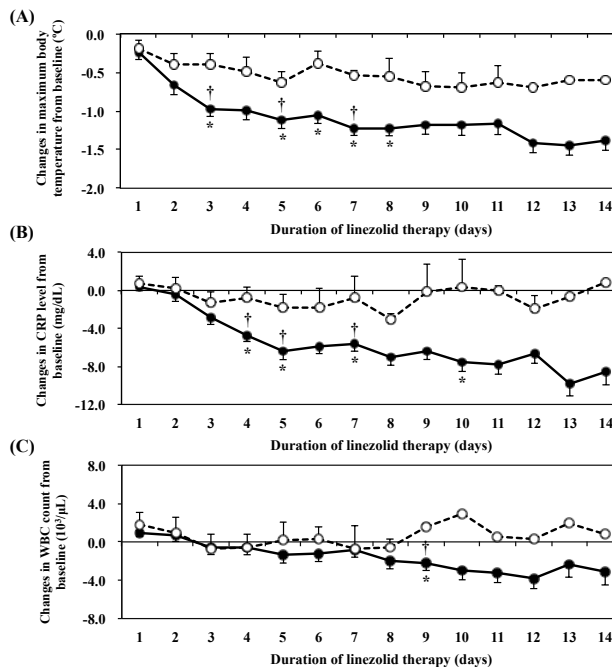 (A)
Changes in maximum body
temperature from baseline (°C)
0.0
-0.5
-1.0
-1.5
-2.0
†
†
†
*
*
*
*
*
1 2 3 4 5 6 7 8 9 10 11 12 13 14
Duration of linezolid therapy (days)
(B)
Changes in CRP level from
baseline (mg/dL)
4.0
0.0
-4.0
-8.0
-12.0
†
†
†
*
*
*
*
1 2 3 4 5 6 7 8 9 10 11 12 13 14
Duration of linezolid therapy (days)
(C)
Changes in WBC count from
baseline (10³/μL)
8.0
4.0
0.0
-4.0
-8.0
†
*
1 2 3 4 5 6 7 8 9 10 11 12 13 14
Duration of linezolid therapy (days)